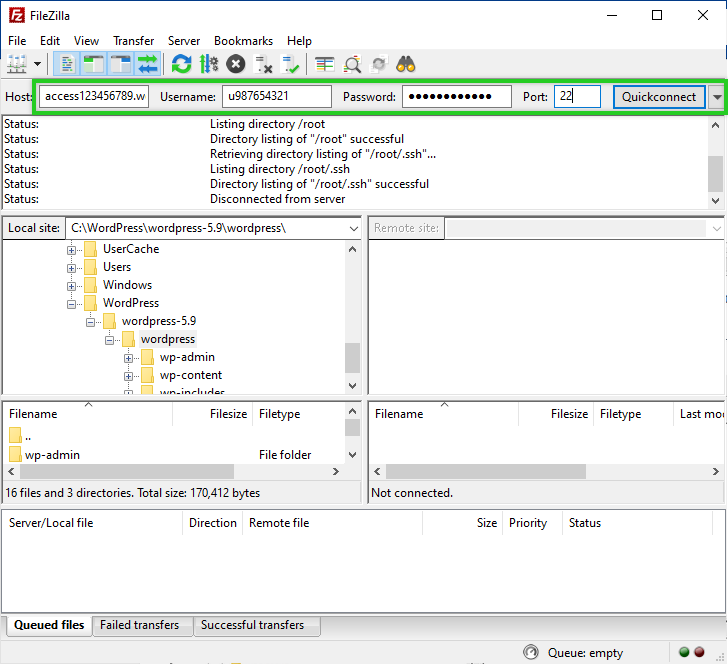 FileZilla
File Edit View Transfer Server Bookmarks Help
Host: access123456789.w Username: u987654321 Password: ●●●●●●●●●●●● Port: 22 Quickconnect
Status: Listing directory /root
Status: Directory listing of "/root" successful
Status: Retrieving directory listing of "/root/.ssh"...
Status: Listing directory /root/.ssh
Status: Directory listing of "/root/.ssh" successful
Status: Disconnected from server
Local site: C:\WordPress\wordpress-5.9\wordpress\ Remote site:
UserCache
Users
Windows
WordPress
wordpress-5.9
wordpress
wp-admin
wp-content
wp-includes
Filename Filesize Filetype
..
wp-admin File folder
16 files and 3 directories. Total size: 170,412 bytes
Filename Filesize Filetype Last mo
Not connected.
Server/Local file Direction Remote file Size Priority Status
Queued files Failed transfers Successful transfers
Queue: empty